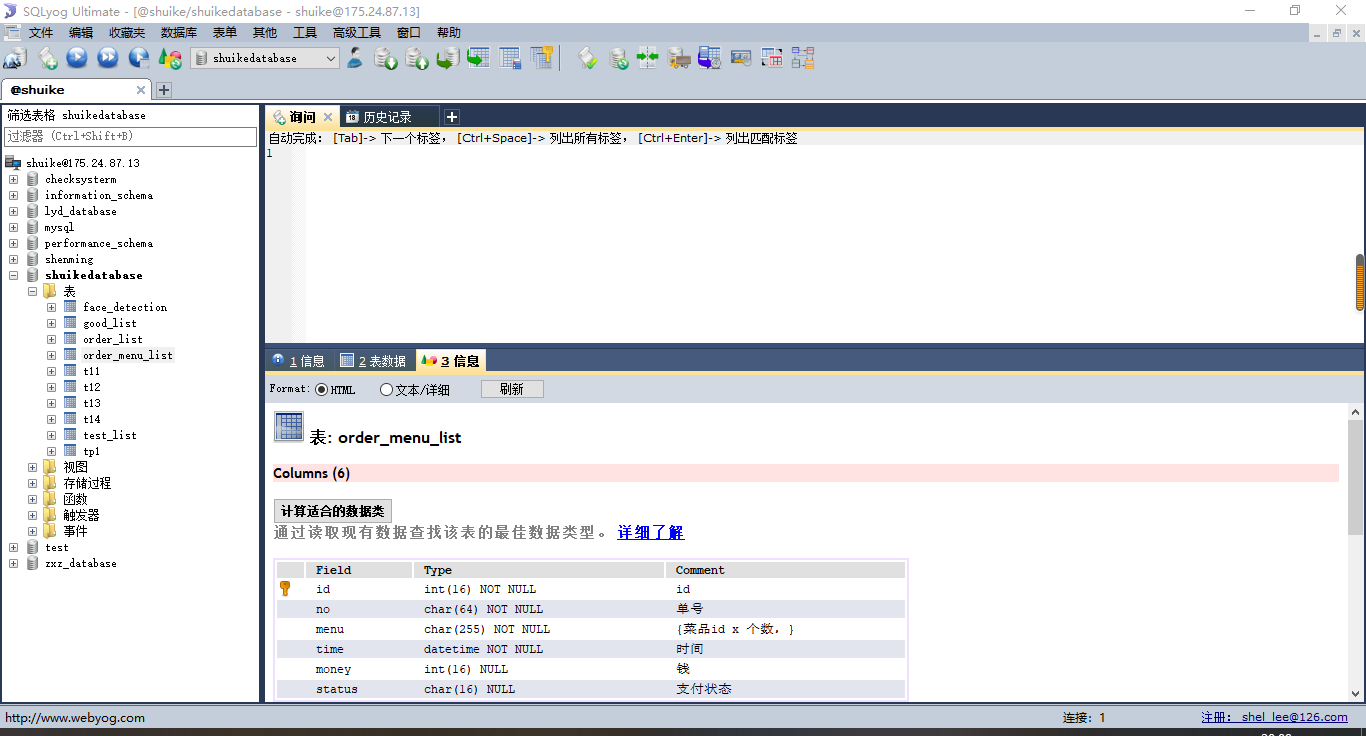 SQLyog Ultimate - [@shuike/shuikedatabase - shuike@175.24.87.13]
文件 编辑 收藏夹 数据库 表单 其他 工具 高级工具 窗口 帮助
shuikedatabase
@shuike
筛选表格 shuikedatabase
过滤器 (Ctrl+Shift+B)
shuike@175.24.87.13
checksysterm
information_schema
lyd_database
mysql
performance_schema
shenming
shuikedatabase
表
face_detection
good_list
order_list
order_menu_list
t11
t12
t13
t14
test_list
tp1
视图
存储过程
函数
触发器
事件
test
zxz_database
询问 历史记录
自动完成: [Tab]-> 下一个标签, [Ctrl+Space]-> 列出所有标签, [Ctrl+Enter]-> 列出匹配标签
1
1 信息 2 表数据 3 信息
Format: HTML 文本/详细 刷新
表: order_menu_list
Columns (6)
计算适合的数据类
通过读取现有数据查找该表的最佳数据类型。 详细了解
Field Type Comment
id int(16) NOT NULL id
no char(64) NOT NULL 单号
menu char(255) NOT NULL {菜品id x 个数，}
time datetime NOT NULL 时间
money int(16) NULL 钱
status char(16) NULL 支付状态
http://www.webyog.com 连接: 1 注册: shel_lee@126.com